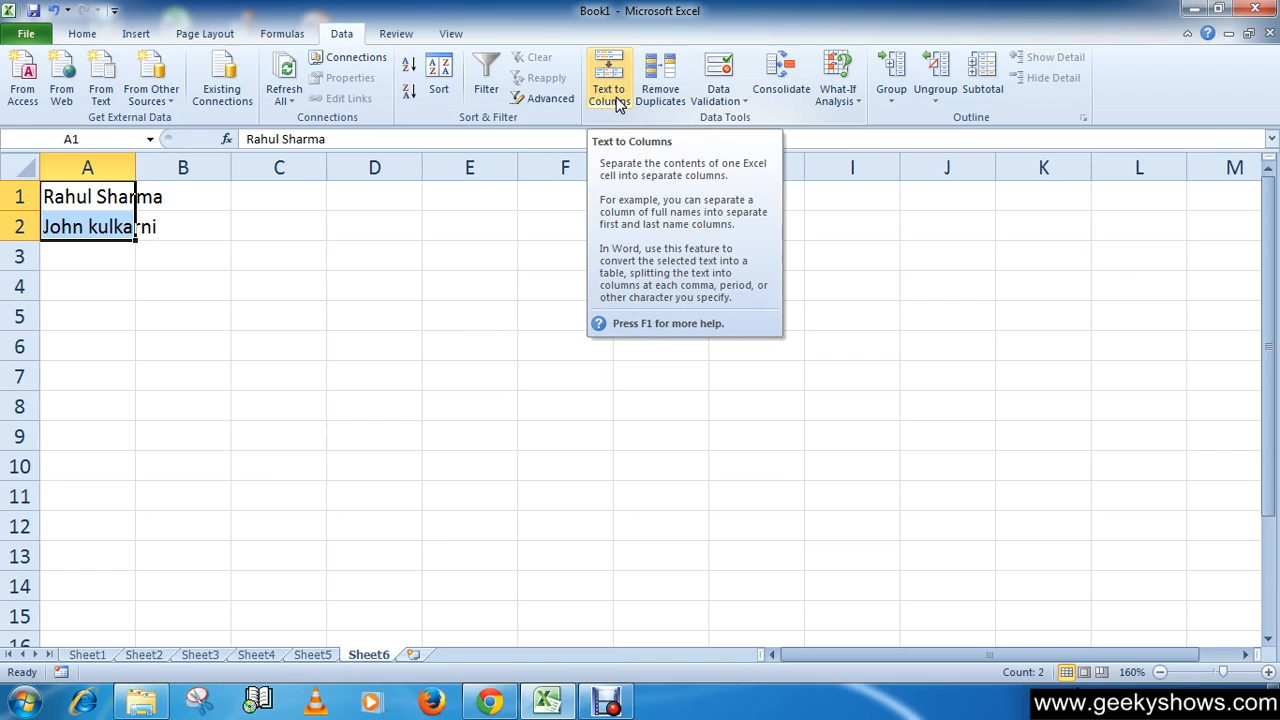 Book1 - Microsoft Excel
File Home Insert Page Layout Formulas Data Review View
From Access
From Web
From Text
From Other Sources
Existing Connections
Get External Data
Refresh All
Connections
Properties
Edit Links
Connections
Sort
Filter
Clear
Reapply
Advanced
Sort & Filter
Text to Columns
Remove Duplicates
Data Validation
Consolidate
What-If Analysis
Data Tools
Group
Ungroup
Subtotal
Show Detail
Hide Detail
Outline
A1 fx Rahul Sharma
A B C D E F I J K L M
1 Rahul Sharma
2 John kulkarni
3
4
5
6
7
8
9
10
11
12
13
14
15
16
Text to Columns
Separate the contents of one Excel
cell into separate columns.
For example, you can separate a
column of full names into separate
first and last name columns.
In Word, use this feature to
convert the selected text into a
table, splitting the text into
columns at each comma, period, or
other character you specify.
Press F1 for more help.
Sheet1 Sheet2 Sheet3 Sheet4 Sheet5 Sheet6
Ready Count: 2 160%
www.geekyshows.com